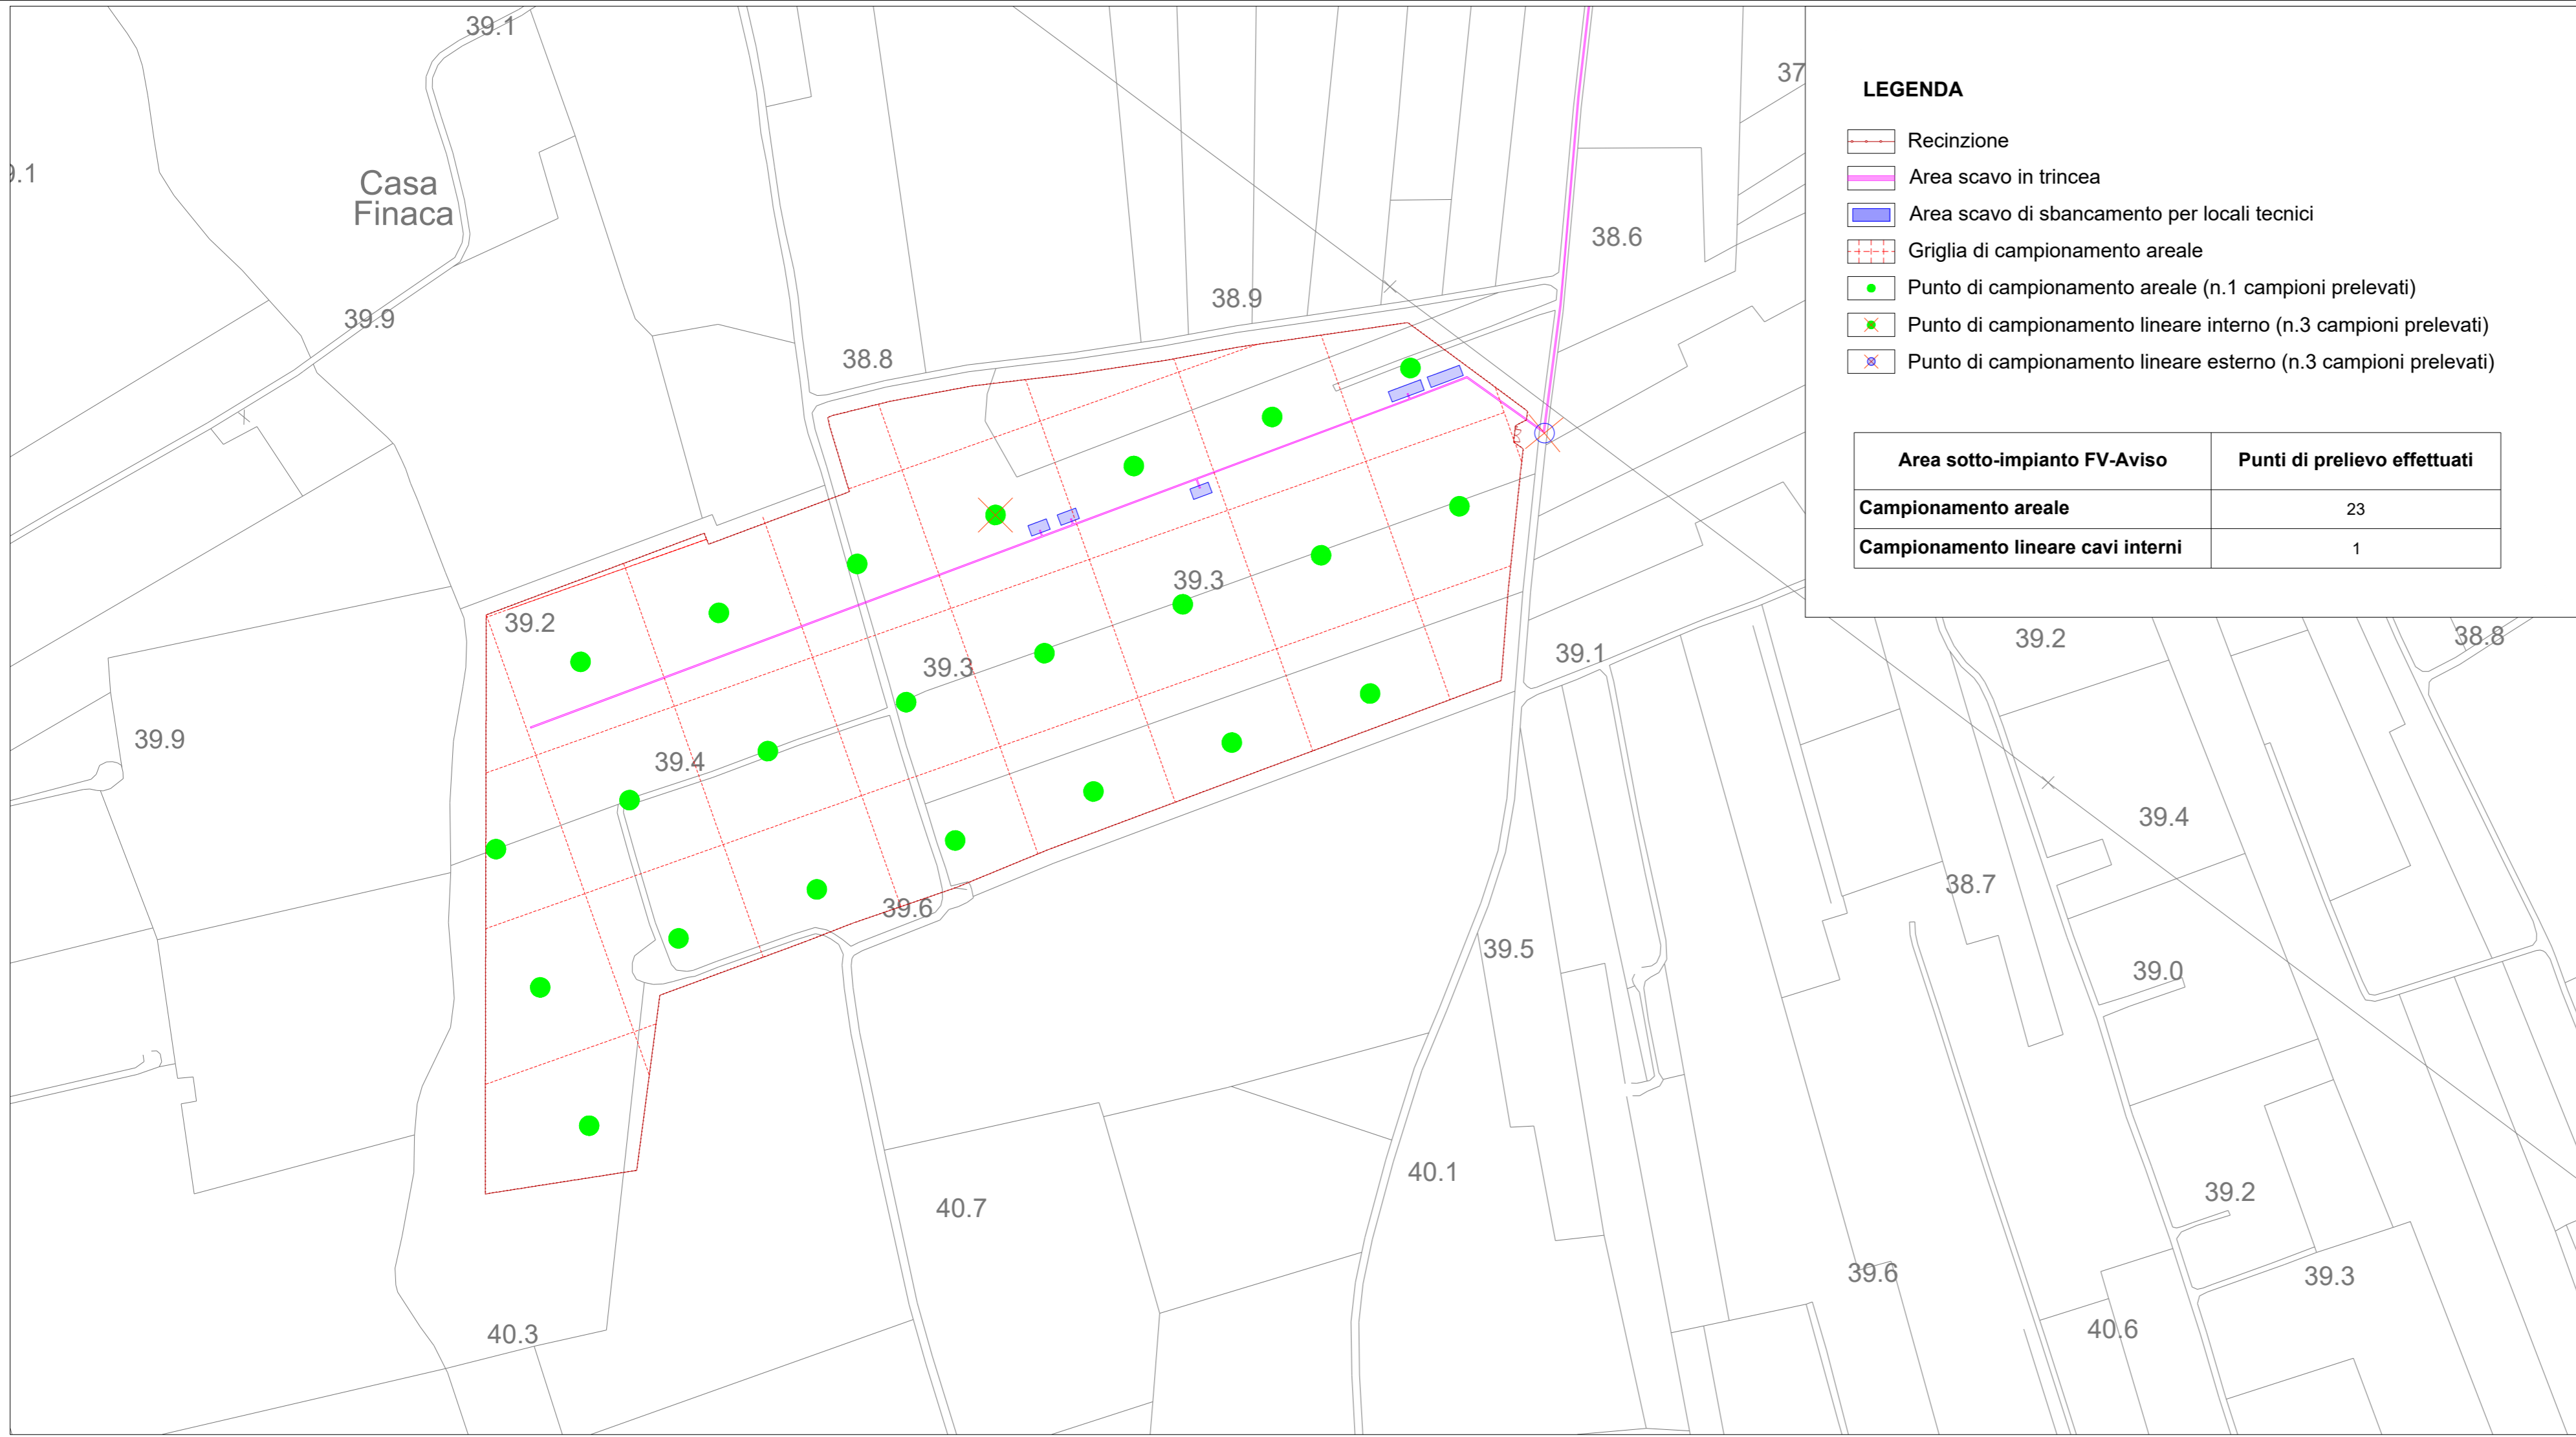 39.1
37
LEGENDA
Recinzione
9.1
Casa
Finaca
Area scavo in trincea
Area scavo di sbancamento per locali tecnici
38.6
Griglia di campionamento areale
Punto di campionamento areale (n.1 campioni prelevati)
38.9
39.9
Punto di campionamento lineare interno (n.3 campioni prelevati)
38.8
Punto di campionamento lineare esterno (n.3 campioni prelevati)
Area sotto-impianto FV-Aviso Punti di prelievo effettuati
Campionamento areale 23
Campionamento lineare cavi interni 1
39.3
39.2
39.2
38.8
39.1
39.3
39.9
39.4
39.4
38.7
39.6
39.5
39.0
40.1
39.2
40.7
39.6
39.3
40.3
40.6